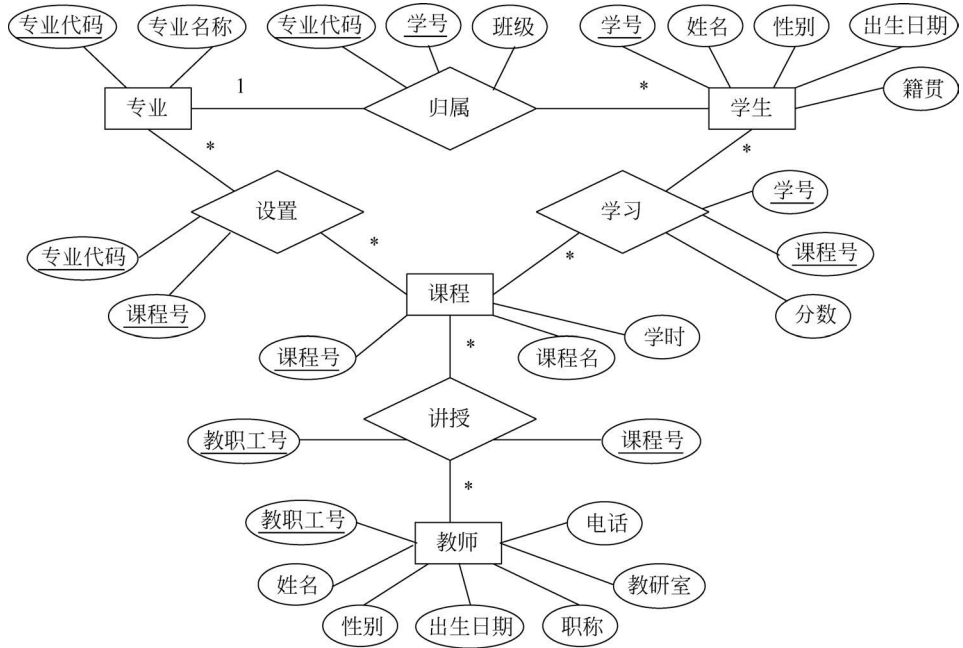 专业代码 专业名称 专业代码 学号 班级 学号 姓名 性别 出生日期
籍贯
专业 1 归属 * 学生
* *
设置 学习 学号
专业代码 * * 课程号
课程号 课程 分数
课程号 * 课程名 学时
教职工号 讲授 课程号
*
教职工号 教师 电话
姓名 教研室
性别 出生日期 职称